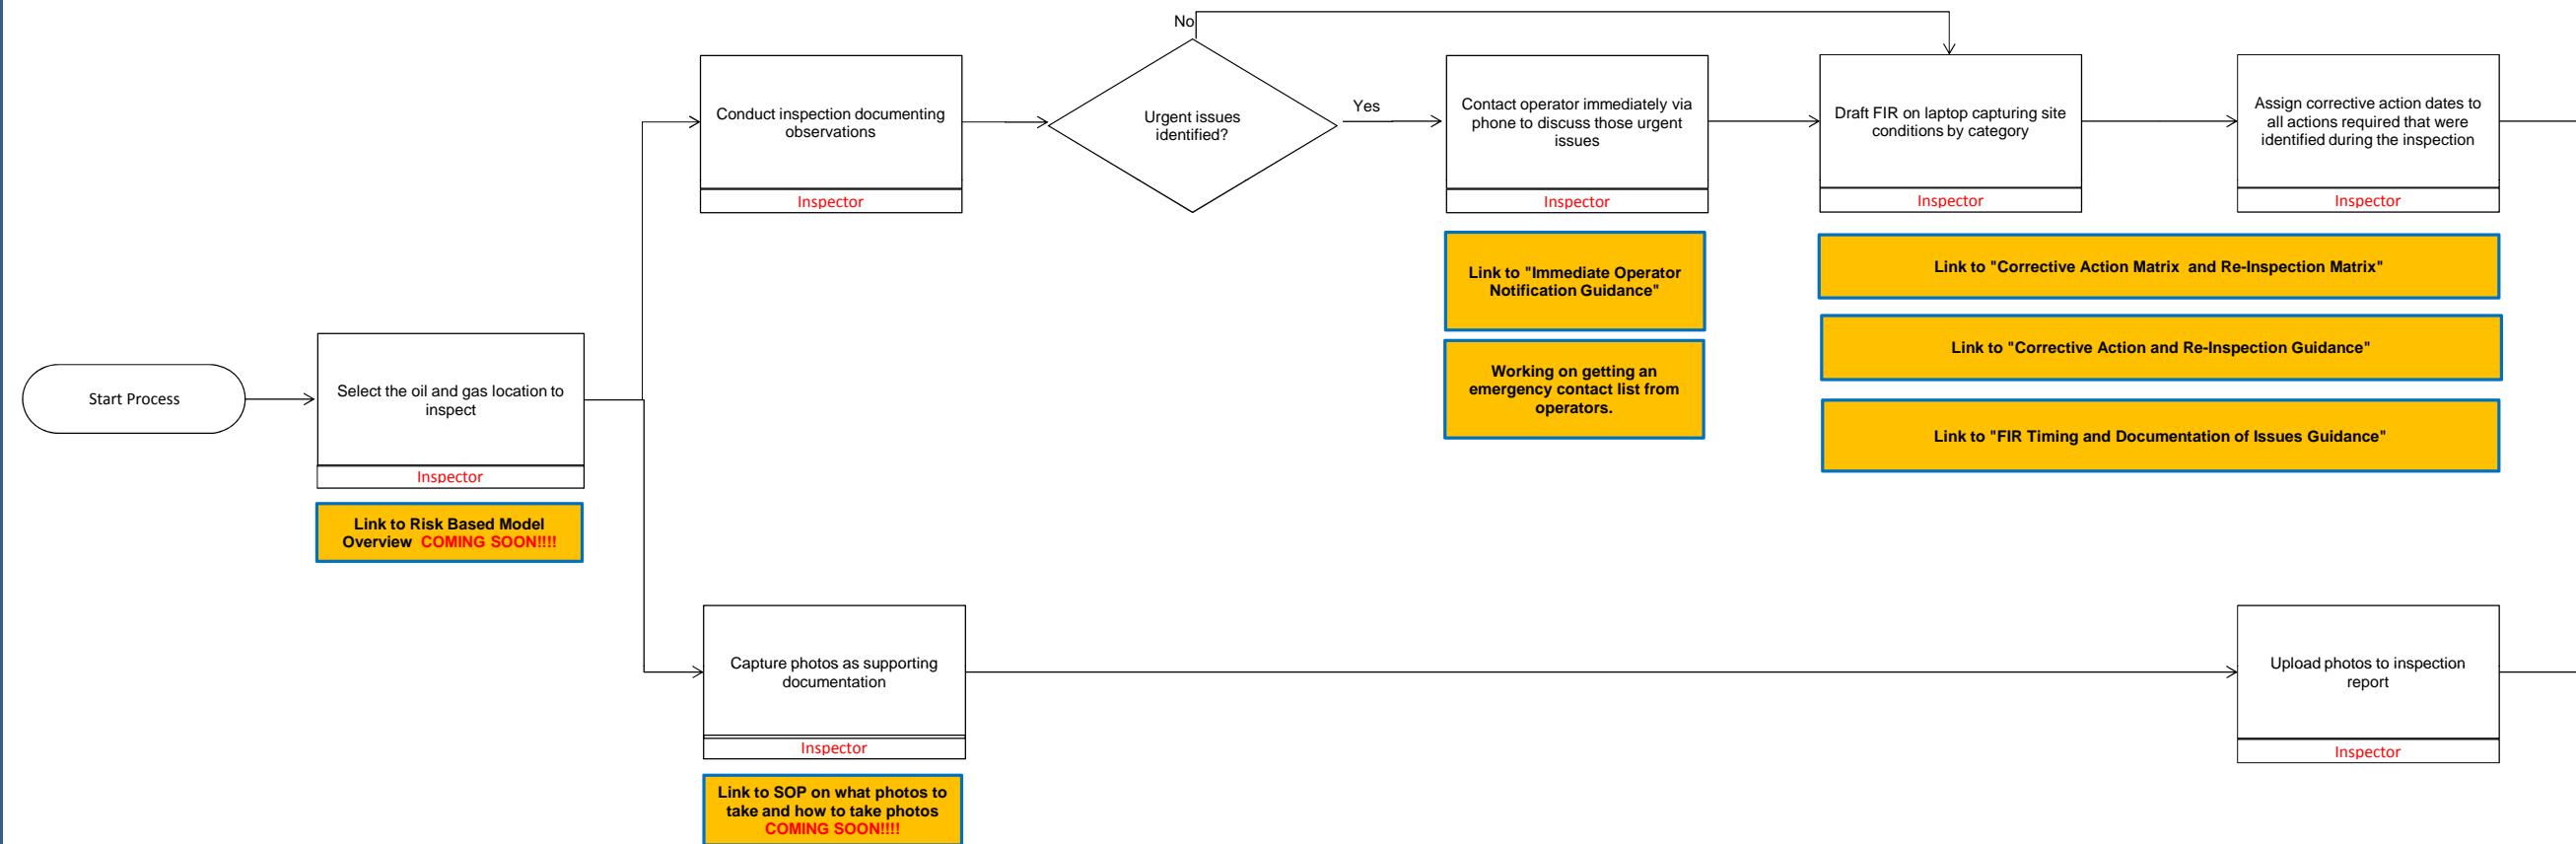 No
Conduct inspection documenting
observations
Inspector
Urgent issues
identified?
Yes
Contact operator immediately via
phone to discuss those urgent
issues
Inspector
Draft FIR on laptop capturing site
conditions by category
Inspector
Assign corrective action dates to
all actions required that were
identified during the inspection
Inspector
Link to "Immediate Operator
Notification Guidance"
Working on getting an
emergency contact list from
operators.
Link to "Corrective Action Matrix and Re-Inspection Matrix"
Link to "Corrective Action and Re-Inspection Guidance"
Link to "FIR Timing and Documentation of Issues Guidance"
Start Process
Select the oil and gas location to
inspect
Inspector
Link to Risk Based Model
Overview COMING SOON!!!!
Capture photos as supporting
documentation
Inspector
Link to SOP on what photos to
take and how to take photos
COMING SOON!!!!
Upload photos to inspection
report
Inspector